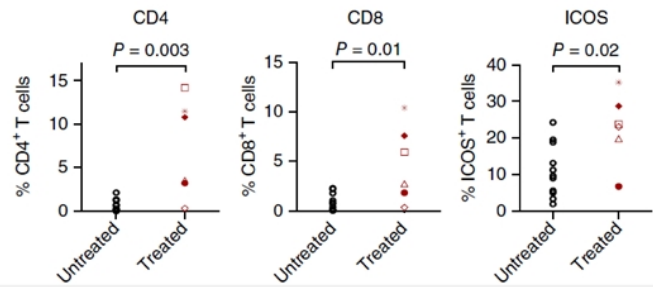 CD4
P = 0.003
% CD4⁺ T cells
15
10
5
0
Untreated
Treated
CD8
P = 0.01
% CD8⁺ T cells
15
10
5
0
Untreated
Treated
ICOS
P = 0.02
% ICOS⁺ T cells
40
30
20
10
0
Untreated
Treated